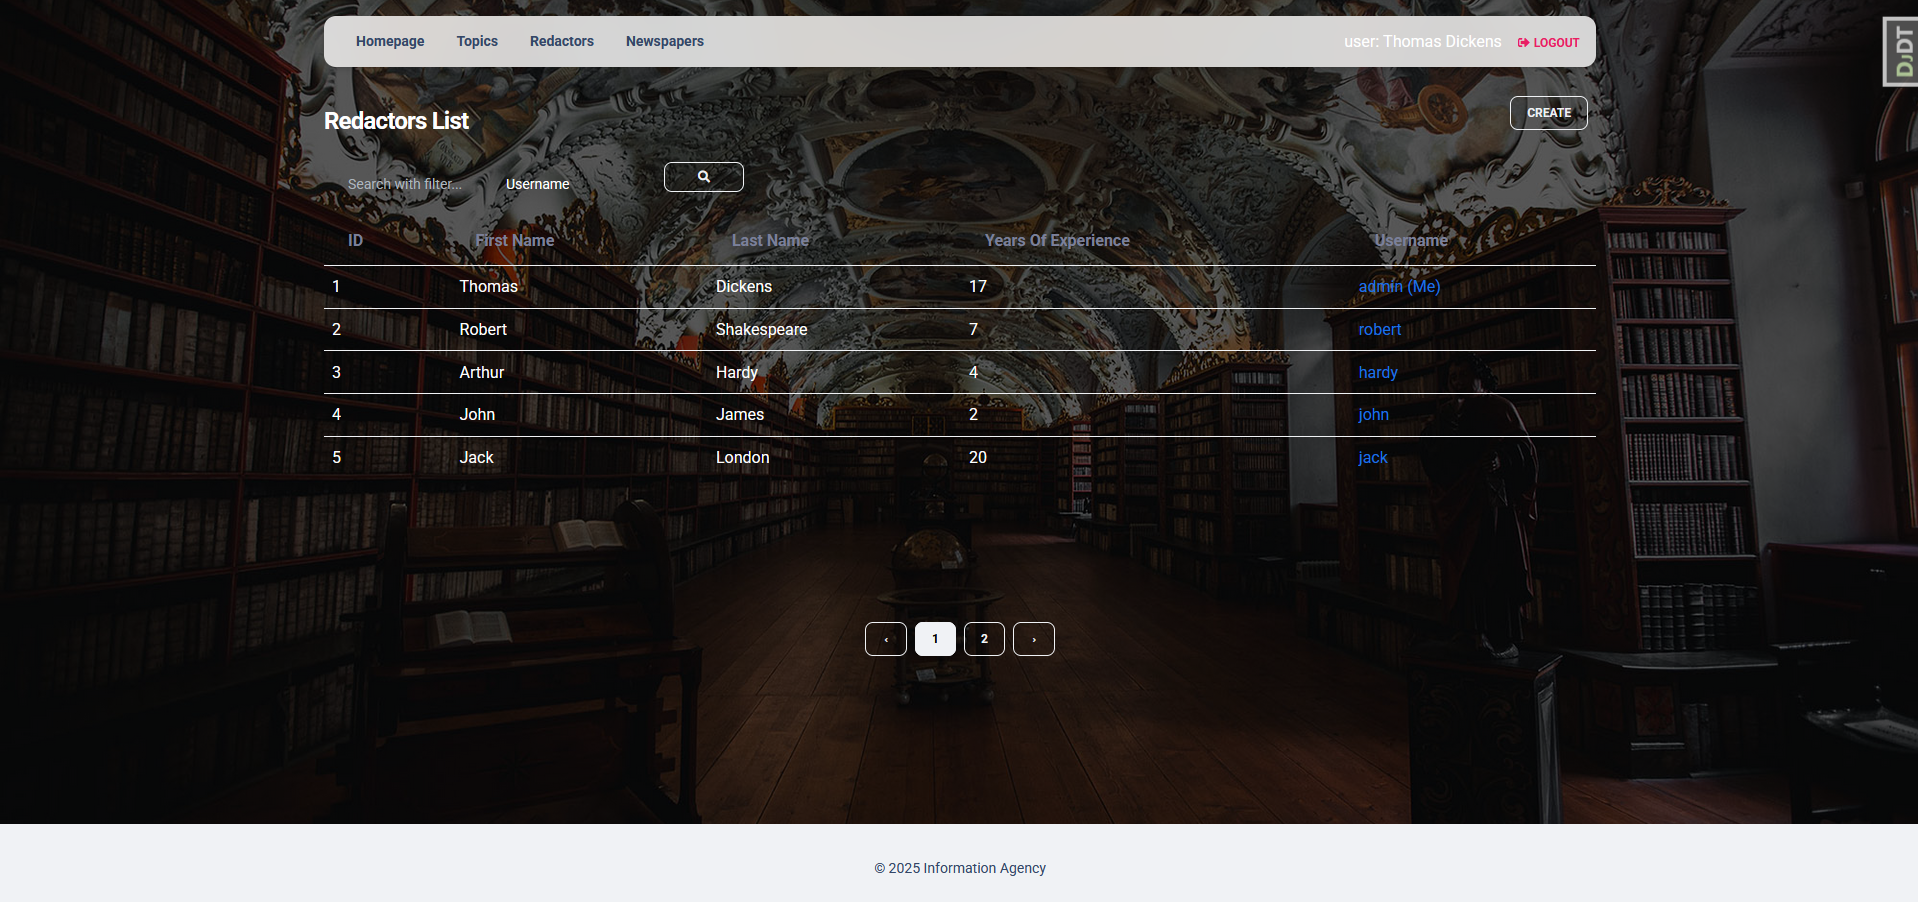 Homepage Topics Redactors Newspapers user: Thomas Dickens LOGOUT
DJDT
Redactors List
CREATE
Search with filter... Username
ID First Name Last Name Years Of Experience Username
1 Thomas Dickens 17 admin (Me)
2 Robert Shakespeare 7 robert
3 Arthur Hardy 4 hardy
4 John James 2 john
5 Jack London 20 jack
‹ 1 2 ›
© 2025 Information Agency